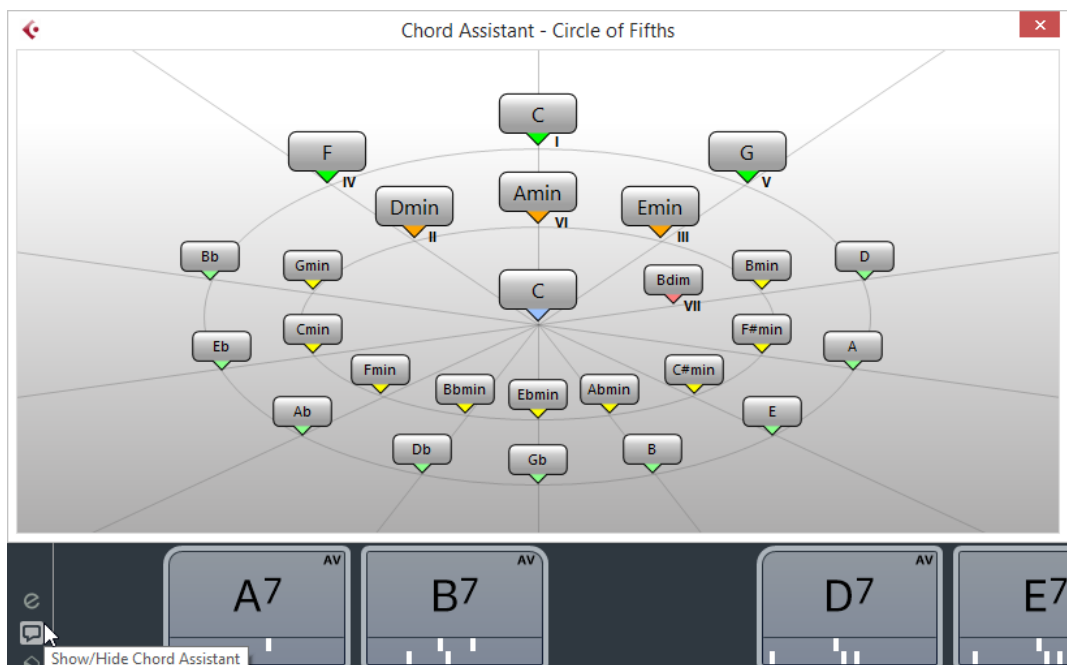 Chord Assistant - Circle of Fifths
C
I
F
IV
G
V
Amin
VI
Dmin
II
Emin
III
Bb
Gmin
Bmin
D
C
Bdim
VII
Eb
Cmin
F#min
A
Fmin
C#min
Bbmin
Ebmin
Abmin
Ab
E
Db
Gb
B
AV
AV
AV
A7
B7
D7
E7
Show/Hide Chord Assistant